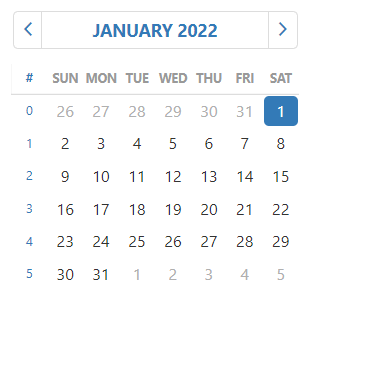 JANUARY 2022
# SUN MON TUE WED THU FRI SAT
0 26 27 28 29 30 31 1
1 2 3 4 5 6 7 8
2 9 10 11 12 13 14 15
3 16 17 18 19 20 21 22
4 23 24 25 26 27 28 29
5 30 31 1 2 3 4 5